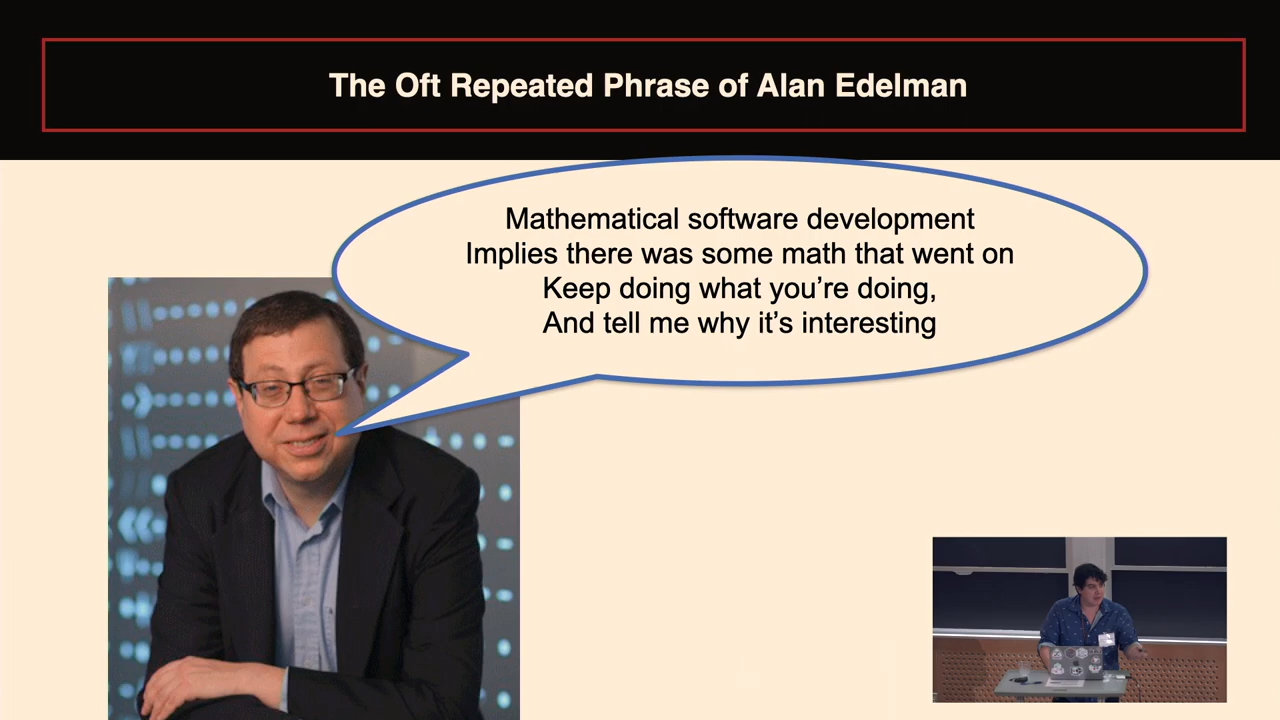 The Oft Repeated Phrase of Alan Edelman
Mathematical software development
Implies there was some math that went on
Keep doing what you’re doing,
And tell me why it’s interesting